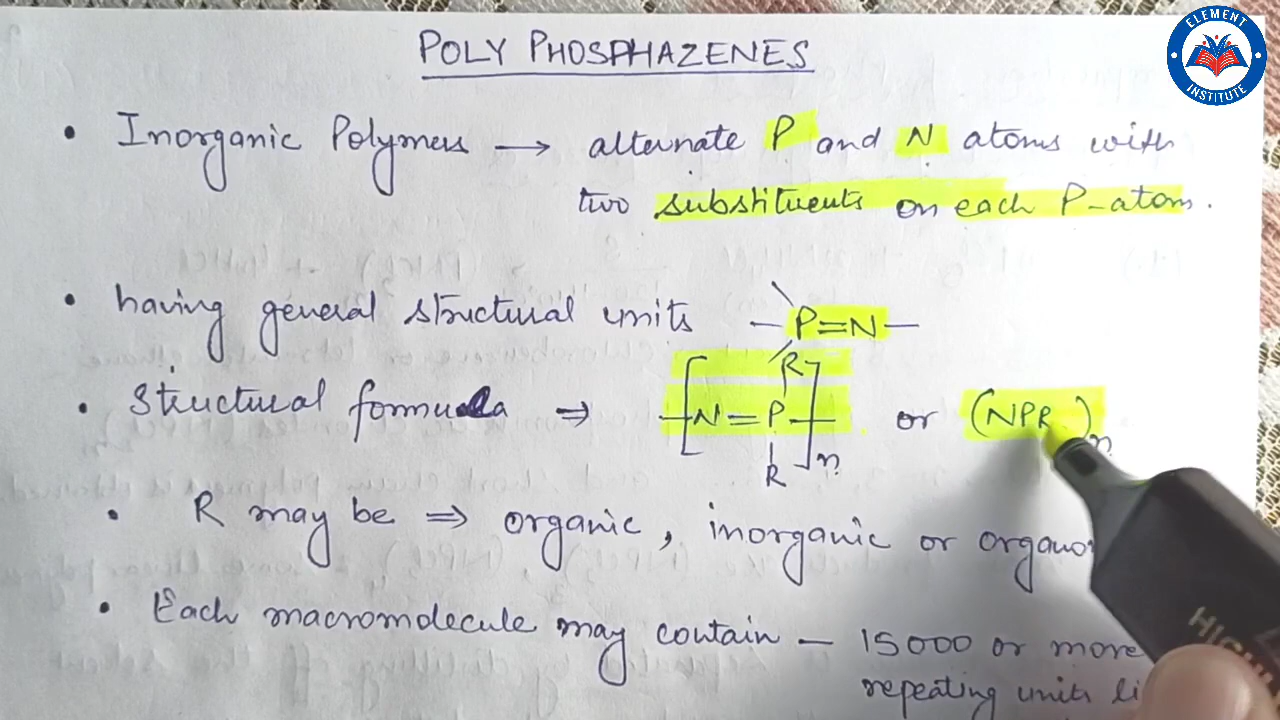 ELEMENT
INSTITUTE
POLY PHOSPHAZENES
• Inorganic Polymers → alternate P and N atoms with
two substituents on each P-atom.
• having general structural units —P=N—
• Structural formula ⇒ [N=P]n or (NPR )n
R
R
• R may be ⇒ organic, inorganic or
• Each macromolecule may contain — 15000 or more
repeating units